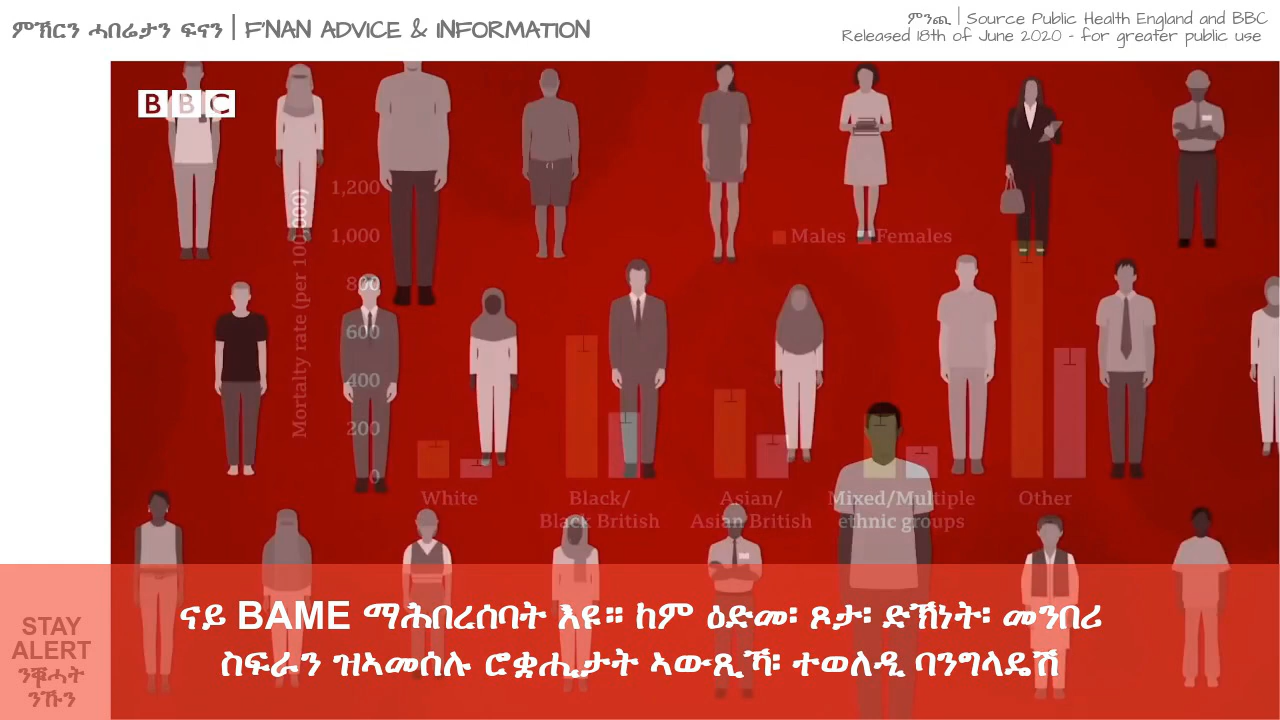 ምኽርን ሓበሬታን ፍናን | F'NAN ADVICE & INFORMATION
ምንጪ | Source Public Health England and BBC
Released 18th of June 2020 - for greater public use
BBC
1,200
1,000
800
600
400
200
0
Mortalty rate (per 100,000)
Males Females
White
Black/
Black British
Asian/
Asian British
Mixed/Multiple
ethnic groups
Other
ናይ BAME ማሕበረሰባት እዩ። ከም ዕድመ፡ ጾታ፡ ድኽነት፡ መንበሪ
ስፍራን ዝኣመሰሉ ሮቋሒታት ኣውጺኻ፡ ተወለዲ ባንግላዴሽ
STAY
ALERT
ንቑሓት
ንኹን